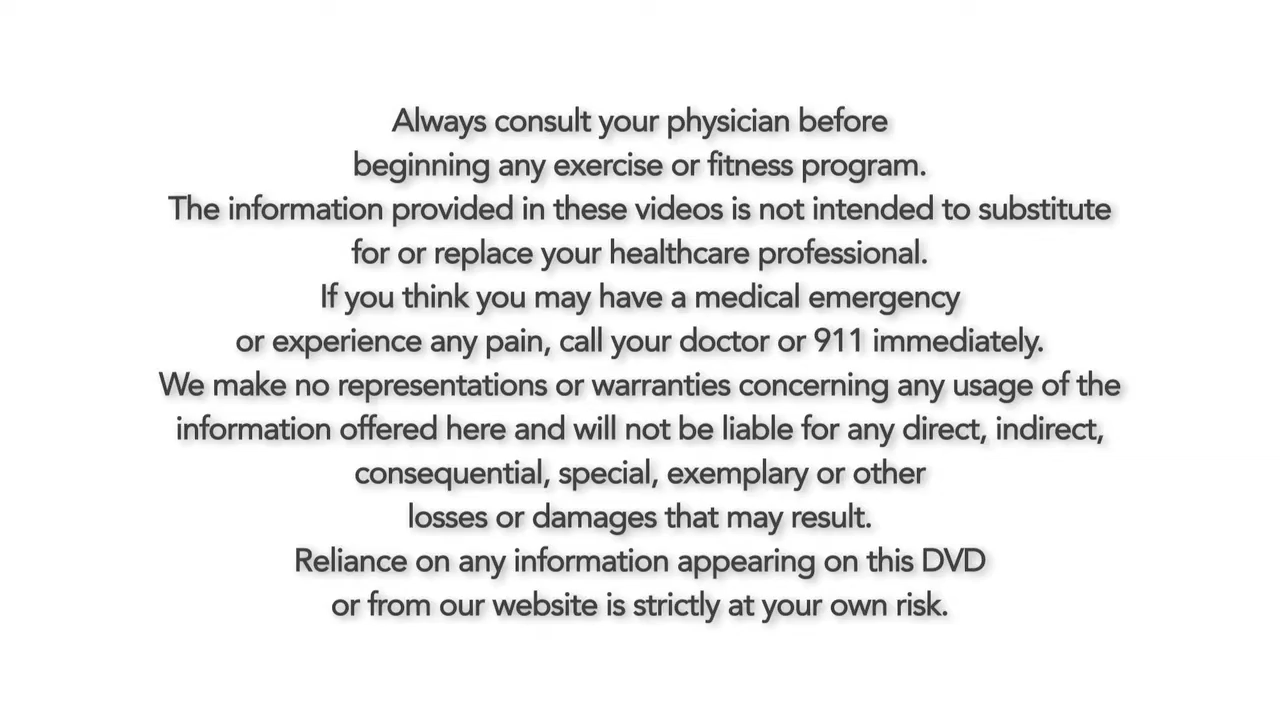 Always consult your physician before
beginning any exercise or fitness program.
The information provided in these videos is not intended to substitute
for or replace your healthcare professional.
If you think you may have a medical emergency
or experience any pain, call your doctor or 911 immediately.
We make no representations or warranties concerning any usage of the
information offered here and will not be liable for any direct, indirect,
consequential, special, exemplary or other
losses or damages that may result.
Reliance on any information appearing on this DVD
or from our website is strictly at your own risk.